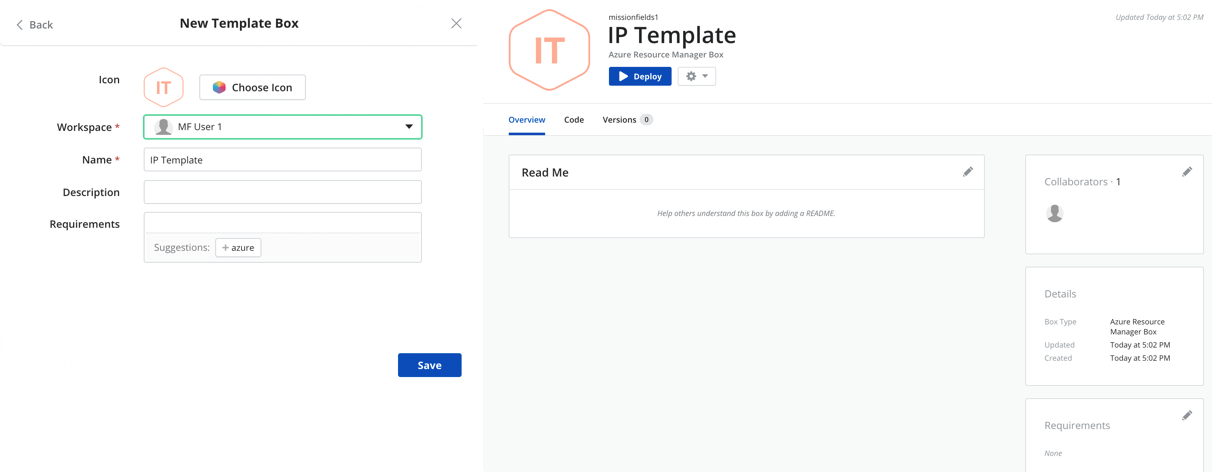 Back
New Template Box
Icon
IT
Choose Icon
Workspace *
MF User 1
Name *
IP Template
Description
Requirements
Suggestions:
+ azure
Save
IT
missionfields1
IP Template
Azure Resource Manager Box
Deploy
Updated Today at 5:02 PM
Overview
Code
Versions 0
Read Me
Help others understand this box by adding a README.
Collaborators · 1
Details
Box Type
Azure Resource
Manager Box
Updated
Today at 5:02 PM
Created
Today at 5:02 PM
Requirements
None